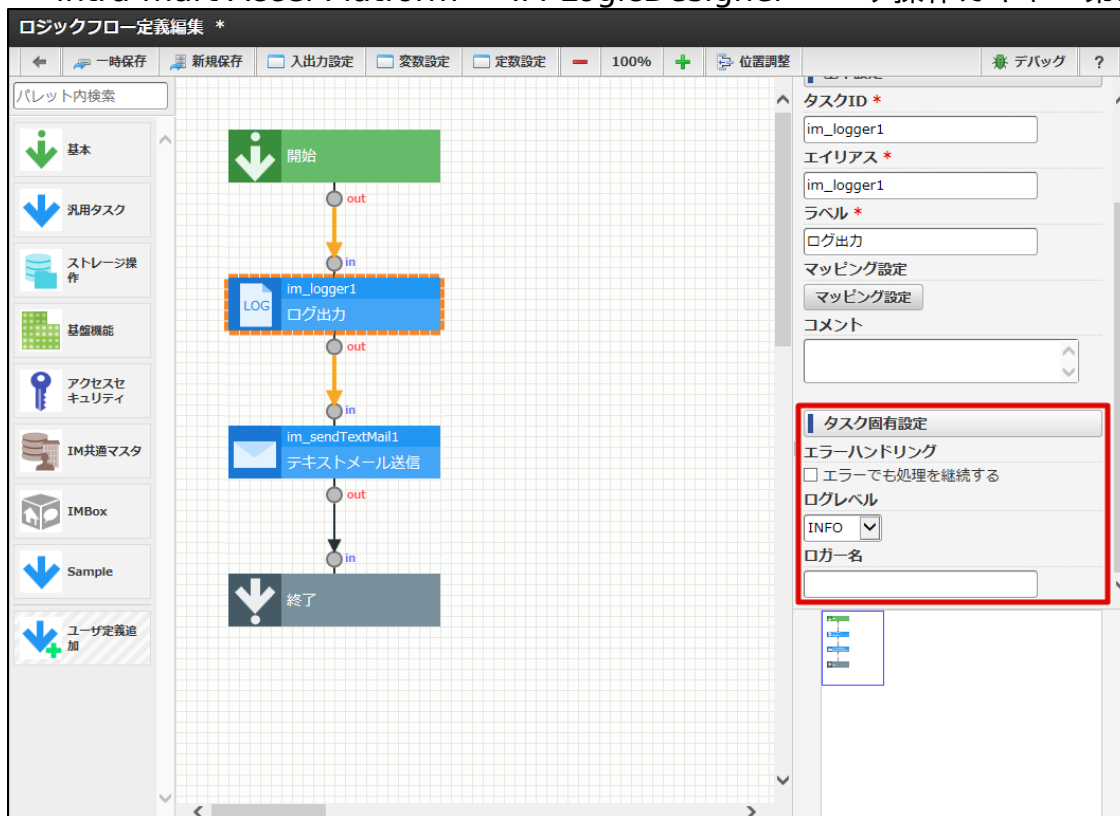 intra-mart Accel Platform — IM-LogicDesigner
ロジックフロー定義編集 *
一時保存
新規保存
入出力設定
変数設定
定数設定
100%
位置調整
デバッグ
?
パレット内検索
基本
汎用タスク
ストレージ操
作
基盤機能
アクセスセ
キュリティ
IM共通マスタ
IMBox
Sample
ユーザ定義追
加
開始
out
in
LOG
im_logger1
ログ出力
out
in
im_sendTextMail1
テキストメール送信
out
in
終了
タスクID *
im_logger1
エイリアス *
im_logger1
ラベル *
ログ出力
マッピング設定
マッピング設定
コメント
タスク固有設定
エラーハンドリング
エラーでも処理を継続する
ログレベル
INFO
ロガー名